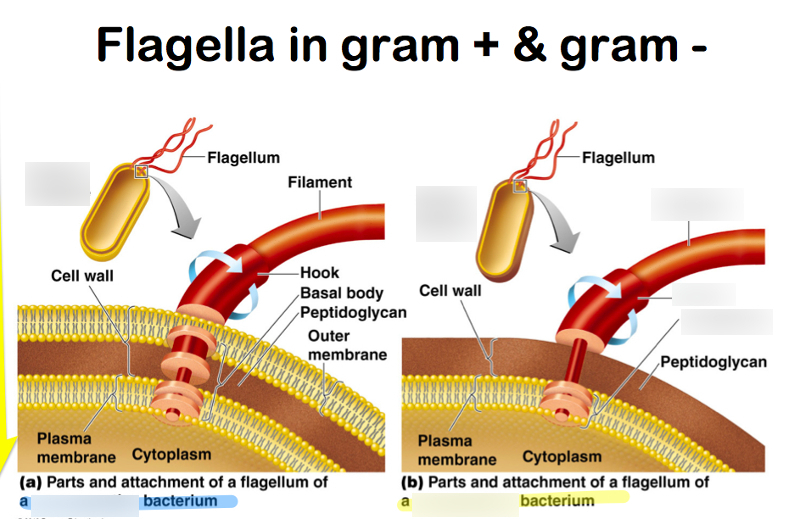 Flagella in gram + & gram -
Flagellum
Filament
Cell wall
Hook
Basal body
Peptidoglycan
Outer
membrane
Plasma
membrane
Cytoplasm
(a) Parts and attachment of a flagellum of
a bacterium
Flagellum
Cell wall
Peptidoglycan
Plasma
membrane
Cytoplasm
(b) Parts and attachment of a flagellum of
a bacterium